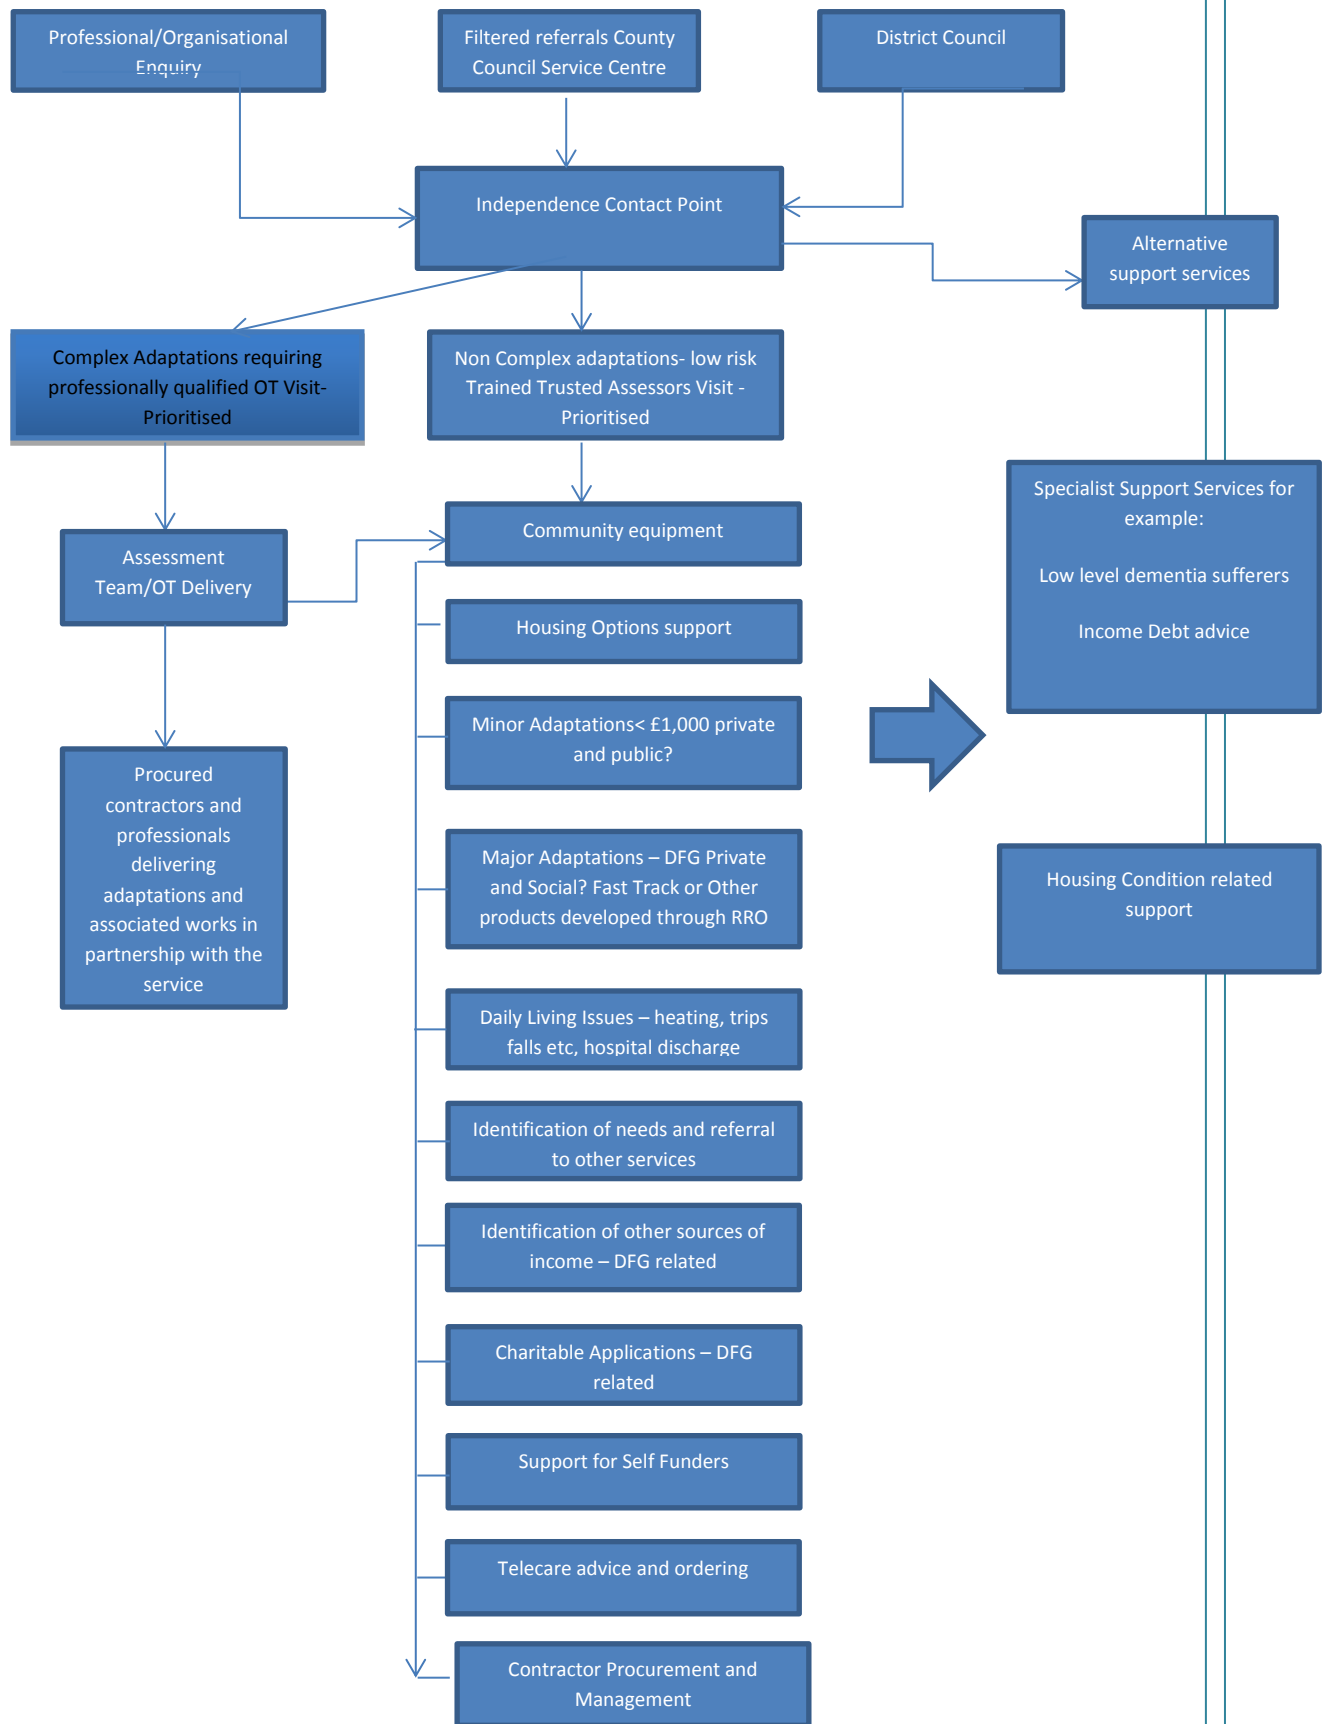 Professional/Organisational
Enquiry
Filtered referrals County
Council Service Centre
District Council
Independence Contact Point
Alternative
support services
Complex Adaptations requiring
professionally qualified OT Visit-
Prioritised
Non Complex adaptations- low risk
Trained Trusted Assessors Visit -
Prioritised
Assessment
Team/OT Delivery
Community equipment
Specialist Support Services for
example:
Low level dementia sufferers
Income Debt advice
Housing Options support
Minor Adaptations< £1,000 private
and public?
Procured
contractors and
professionals
delivering
adaptations and
associated works in
partnership with the
service
Major Adaptations – DFG Private
and Social? Fast Track or Other
products developed through RRO
Housing Condition related
support
Daily Living Issues – heating, trips
falls etc, hospital discharge
Identification of needs and referral
to other services
Identification of other sources of
income – DFG related
Charitable Applications – DFG
related
Support for Self Funders
Telecare advice and ordering
Contractor Procurement and
Management